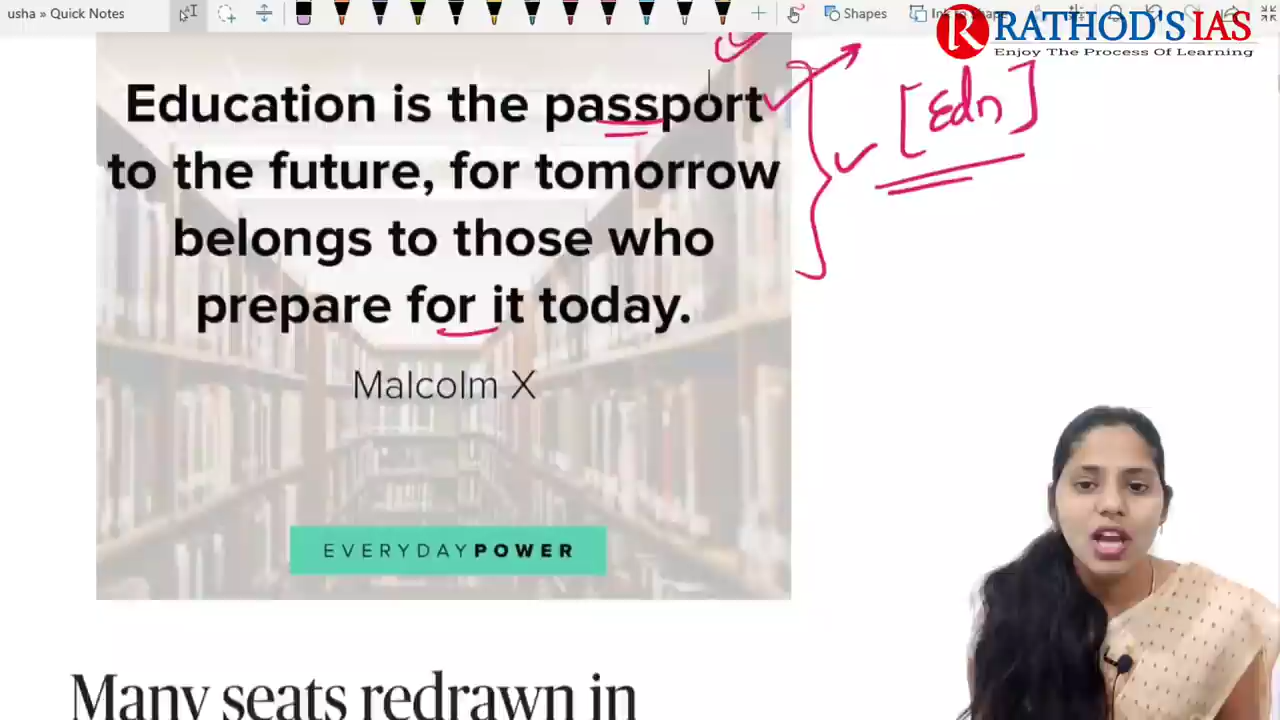 usha » Quick Notes
Shapes
RATHOD'S IAS
Enjoy The Process Of Learning
Education is the passport
to the future, for tomorrow
belongs to those who
prepare for it today.
Malcolm X
EVERYDAYPOWER
[Edn]
Many seats redrawn in